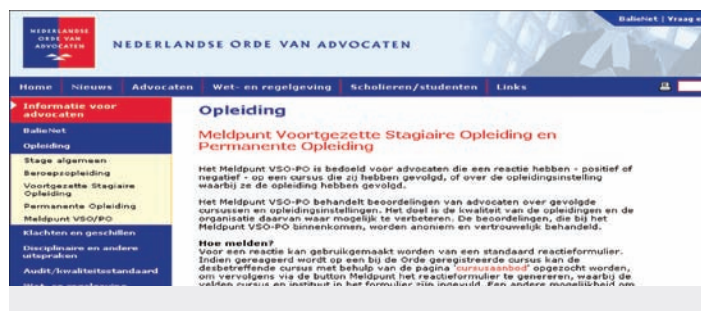 NEDERLANDSE
ORDE VAN
ADVOCATEN
NEDERLANDSE ORDE VAN ADVOCATEN
BalieNet | Vraag e
Home Nieuws Advocaten Wet- en regelgeving Scholieren/studenten Links
Informatie voor
advocaten
BalieNet
Opleiding
Stage algemeen
Beroepsopleiding
Voortgezette Stagiaire
Opleiding
Permanente Opleiding
Meldpunt VSO/PO
Klachten en geschillen
Disciplinaire en andere
uitspraken
Audit/kwaliteitsstandaard
Wet- en regelgeving
Opleiding
Meldpunt Voortgezette Stagiaire Opleiding en
Permanente Opleiding
Het Meldpunt VSO-PO is bedoeld voor advocaten die een reactie hebben - positief of
negatief - op een cursus die zij hebben gevolgd, of over de opleidingsinstelling
waarbij ze de opleiding hebben gevolgd.
Het Meldpunt VSO-PO behandelt beoordelingen van advocaten over gevolgde
cursussen en opleidingsinstellingen. Het doel is de kwaliteit van de opleidingen en de
organisatie daarvan waar mogelijk te verbeteren. De beoordelingen, die bij het
Meldpunt VSO-PO binnenkomen, worden anoniem en vertrouwelijk behandeld.
Hoe melden?
Voor een reactie kan gebruikgemaakt worden van een standaard reactieformulier.
Indien gereageerd wordt op een bij de Orde geregistreerde cursus kan de
desbetreffende cursus met behulp van de pagina 'cursusaanbod' opgezocht worden,
om vervolgens via de button Meldpunt het reactieformulier te genereren, waarbij de
velden cursus en instituut in het formulier zijn ingevuld. Een andere mogelijkheid om